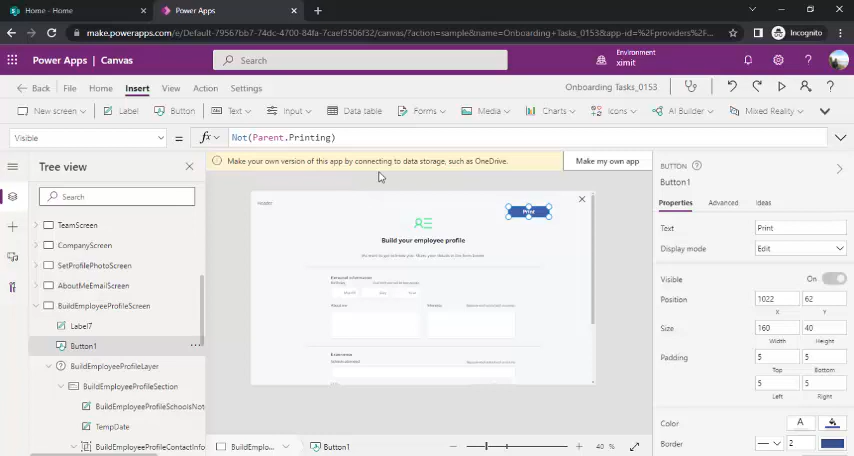 Home - Home
Power Apps
make.powerapps.com/e/Default-79567bb7-74dc-4700-84fa-7caef3506f32/canvas/?action=sample&mame=Onboarding+Tasks_0153&app-id=%2Fproviders%2F...
Incognito
Power Apps | Canvas
Search
Environment
ximit
Back
File
Home
Insert
View
Action
Settings
Onboarding Tasks_0153
New screen
Label
Button
Text
Input
Data table
Forms
Media
Charts
Icons
AI Builder
Mixed Reality
Visible
= fx
Not(Parent.Printing)
Tree view
Make your own version of this app by connecting to data storage, such as OneDrive.
Make my own app
Search
TeamScreen
CompanyScreen
SetProfilePhotoScreen
AboutMeEmailScreen
BuildEmployeeProfileScreen
Label7
Button1
...
BuildEmployeeProfileLayer
BuildEmployeeProfileSection
BuildEmployeeProfileSchoolsNot
TempDate
BuildEmployeeProfileContactInfo
Print
Build your employee profile
BUTTON
Button1
Properties
Advanced
Ideas
Text
Print
Display mode
Edit
Visible
On
Position
1022
62
X
Y
Size
160
40
Width
Height
Padding
5
5
Top
Bottom
5
5
Left
Right
Color
A
Border
2
BuildEmplo...
Button1
40 %